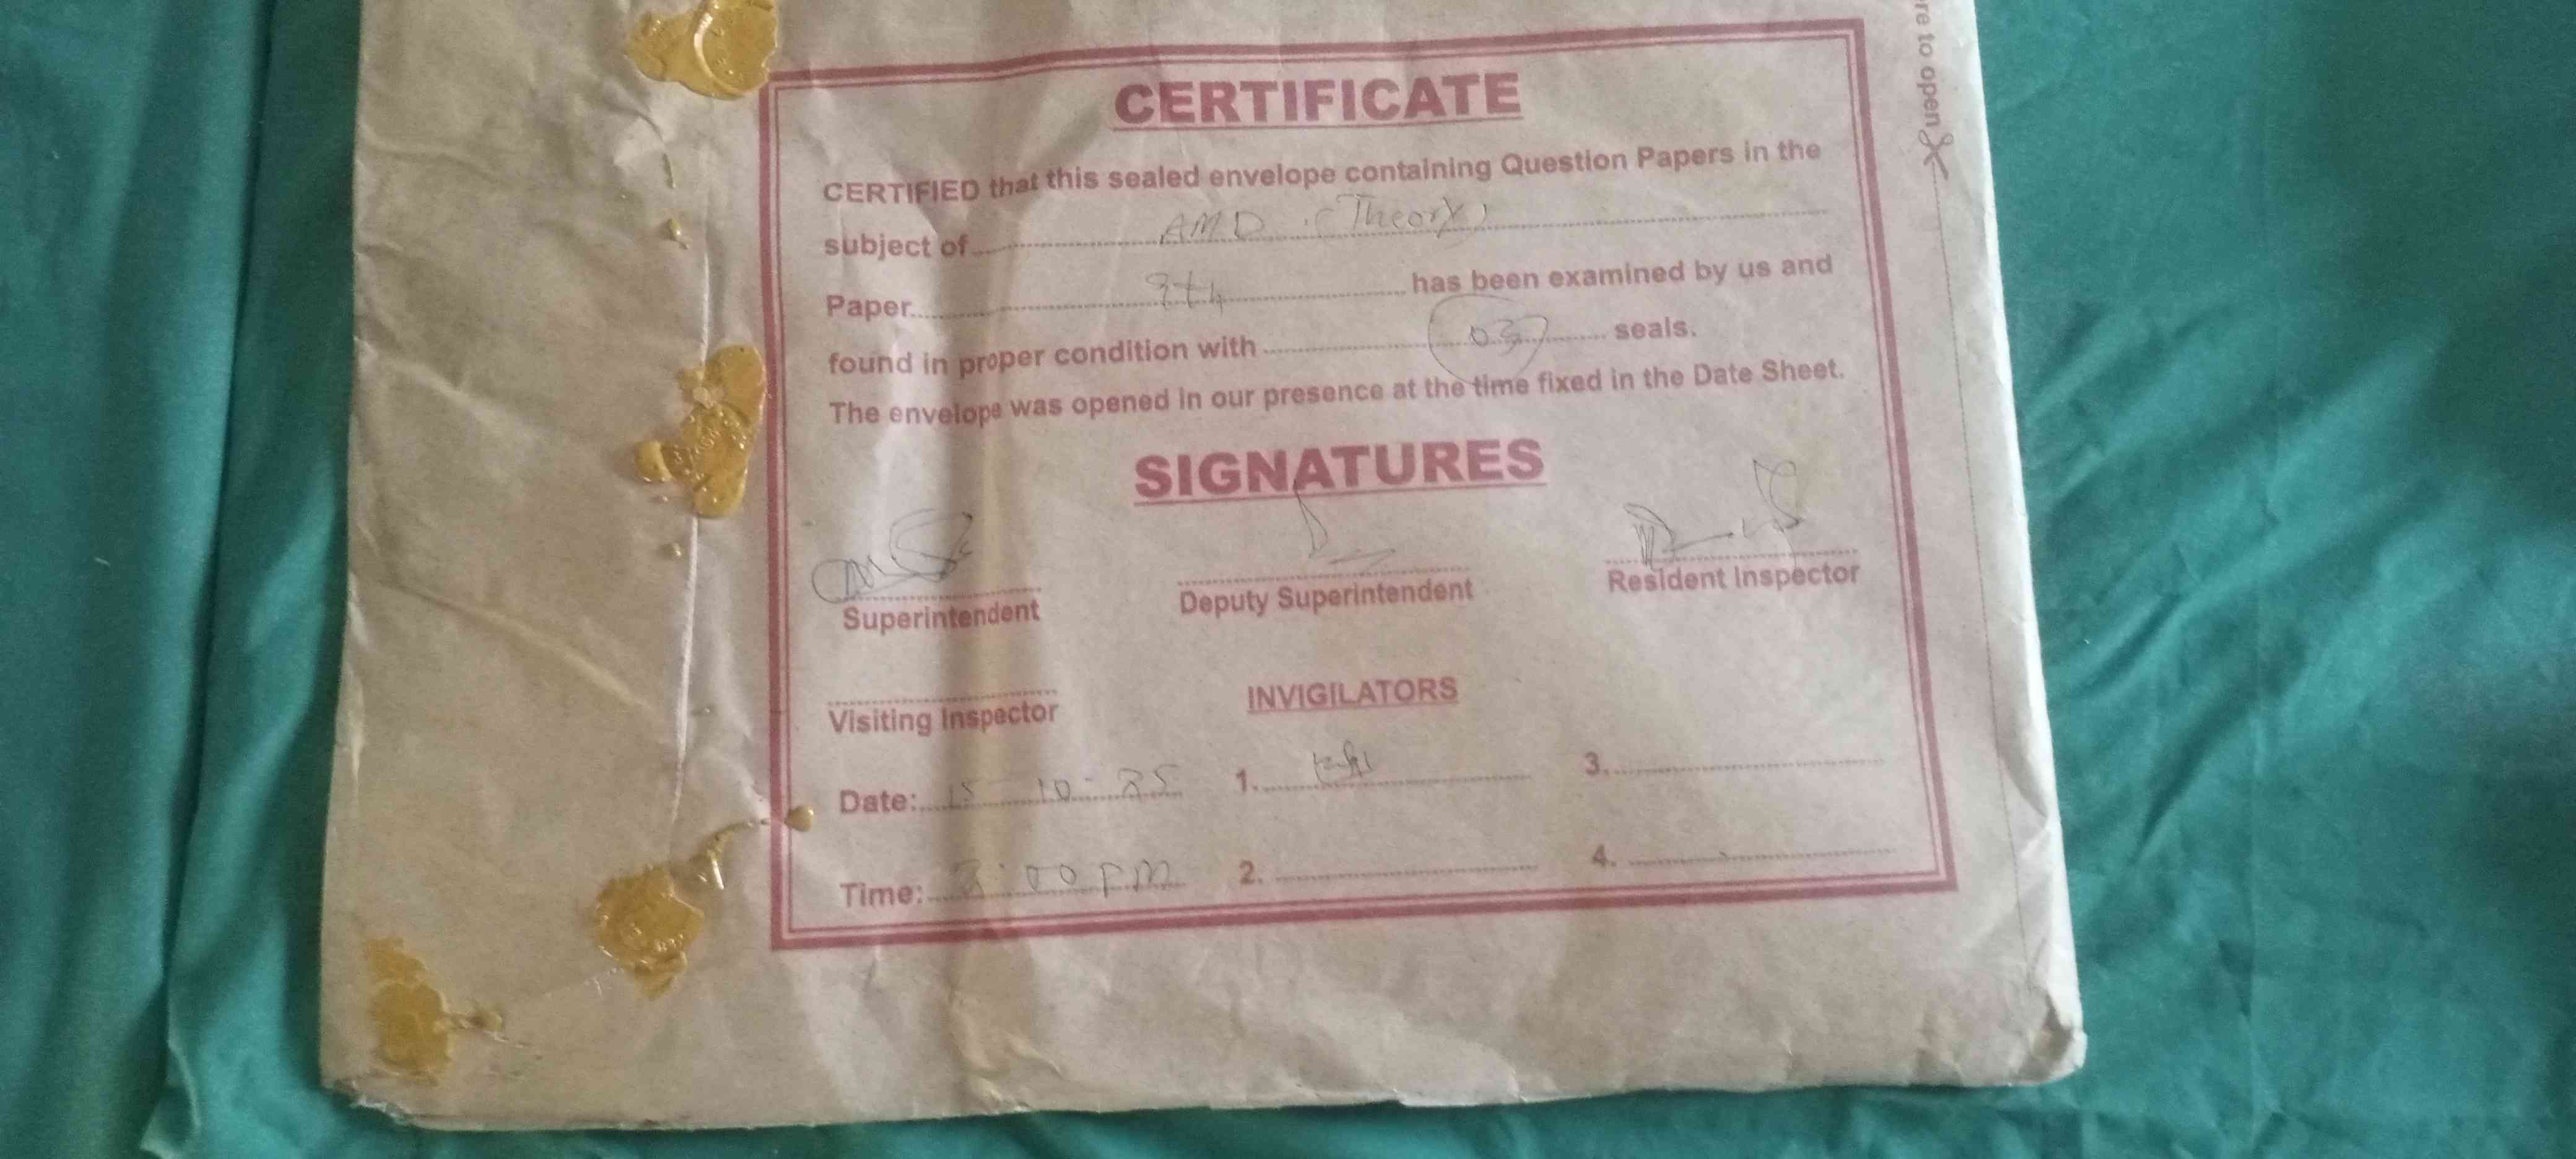 re to open
CERTIFICATE
CERTIFIED that this sealed envelope containing Question Papers in the
subject of AMD (Theory)
Paper 9th has been examined by us and
found in proper condition with 03 seals.
The envelope was opened in our presence at the time fixed in the Date Sheet.
SIGNATURES
Superintendent Deputy Superintendent Resident Inspector
Visiting Inspector INVIGILATORS
Date: 15-10-25 1. 3.
Time: :00 PM 2. 4.